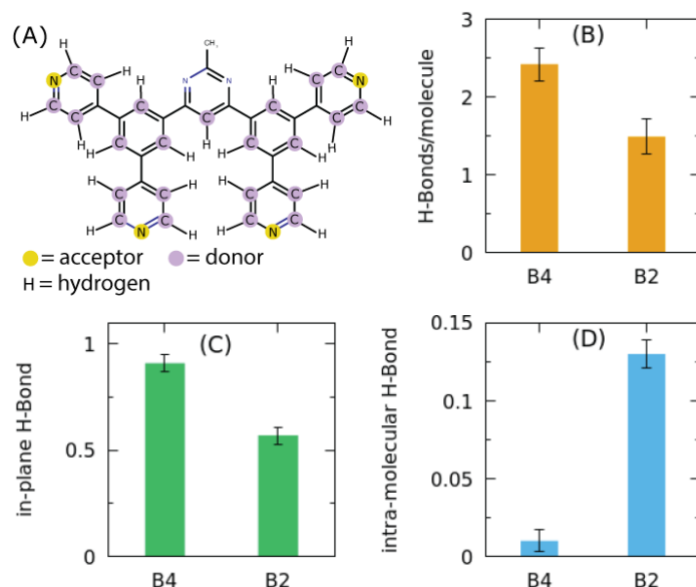 (A)
CH₃
H H H H H H
N C C H H C N N C H H C C N
C C C C C C C C C C C C
H C C C C C C C C C C H
H C C C C C C H
H C H H C H
H C C H H C C H
H C C H H C C H
N N
= acceptor = donor
H = hydrogen
(B)
H-Bonds/molecule
3
2
1
0
B4 B2
(C)
in-plane H-Bond
1
0.5
0
B4 B2
(D)
intra-molecular H-Bond
0.15
0.1
0.05
0
B4 B2